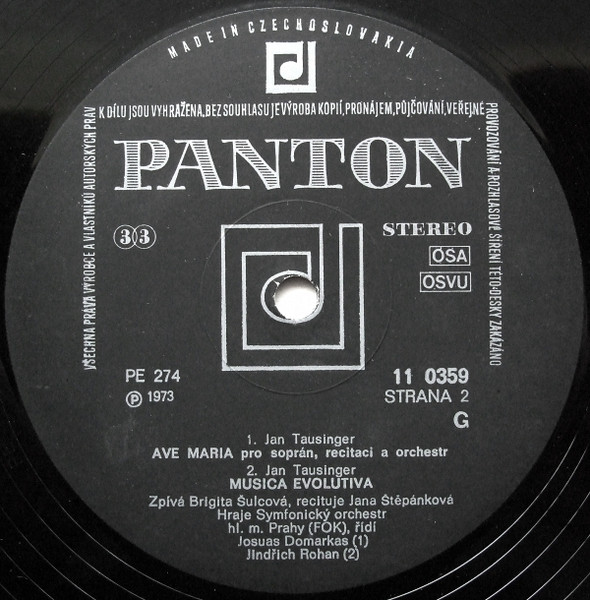 MADE IN CZECHOSLOVAKIA
VŠECHNA PRÁVA VÝROBCE A VLASTNÍKŮ AUTORSKÝCH PRÁV
K DÍLU JSOU VYHRAŽENA, BEZ SOUHLASU JE VÝROBA KOPIÍ, PRONÁJEM, PŮJČOVÁNÍ, VEŘEJNÉ
PROVOZOVÁNÍ A ROZHLASOVÉ ŠÍŘENÍ TÉTO DESKY ZAKÁZÁNO
PANTON
33
STEREO
OSA
OSVU
PE 274
11 0359
Ⓟ 1973
STRANA 2
G
1. Jan Tausinger
AVE MARIA pro soprán, recitaci a orchestr
2. Jan Tausinger
MUSICA EVOLUTIVA
Zpívá Brigita Šulcová, recituje Jana Štěpánková
Hraje Symfonický orchestr
hl. m. Prahy (FOK), řídí
Josuas Domarkas (1)
Jindřich Rohan (2)